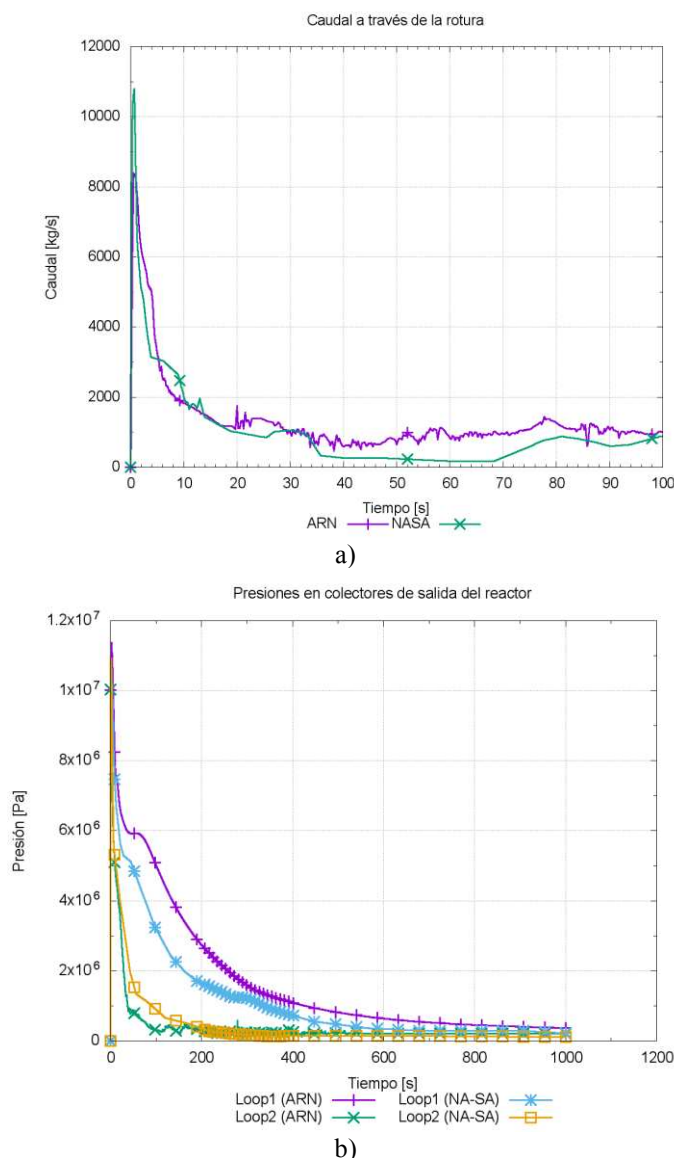 Caudal a través de la rotura
12000
10000
8000
6000
4000
2000
0
Caudal [kg/s]
0 10 20 30 40 50 60 70 80 90 100
Tiempo [s]
ARN NASA
a)
Presiones en colectores de salida del reactor
1.2x10^7
1x10^7
8x10^6
6x10^6
4x10^6
2x10^6
0
Presión [Pa]
0 200 400 600 800 1000 1200
Tiempo [s]
Loop1 (ARN) Loop1 (NA-SA)
Loop2 (ARN) Loop2 (NA-SA)
b)